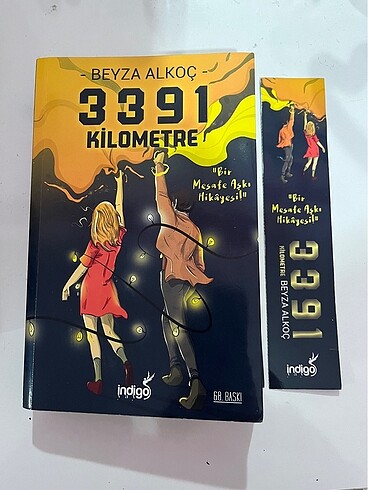 - BEYZA ALKOÇ -
3391
KİLOMETRE
"Bir
Mesafe Aşkı
Hikâyesi!"
indigo
68. BASKI
"Bir
Mesafe Aşkı
Hikâyesi!"
3391
KİLOMETRE
BEYZA ALKOÇ
indigo